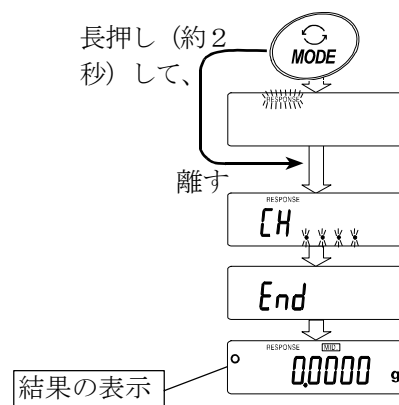 長押し（約２
秒）して、
MODE
RESPONSE
離す
RESPONSE
CH
End
RESPONSE MID.
0.0000 g
結果の表示